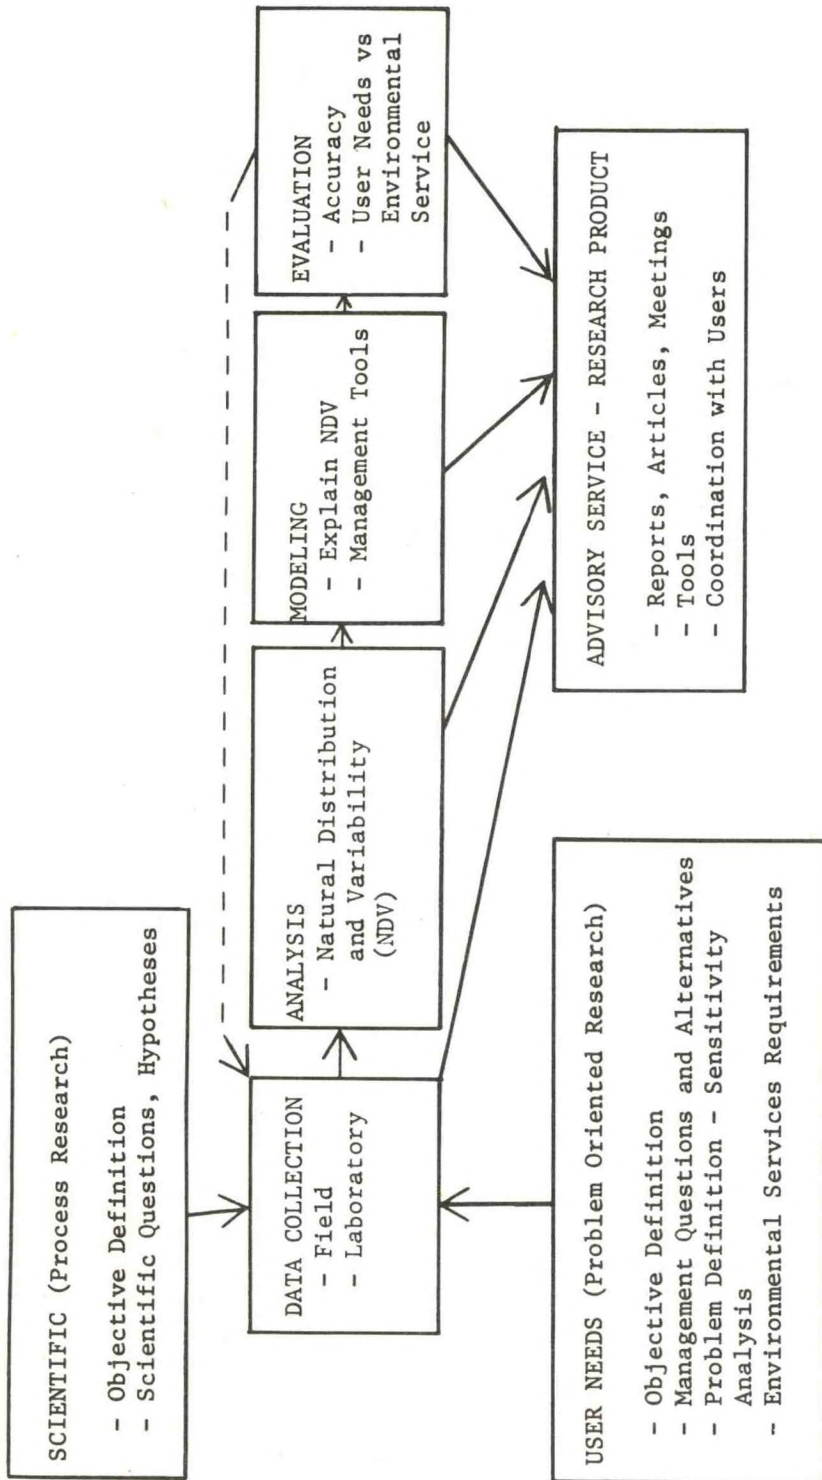 SCIENTIFIC (Process Research)
- Objective Definition
- Scientific Questions, Hypotheses
DATA COLLECTION
- Field
- Laboratory
ANALYSIS
- Natural Distribution
and Variability
(NDV)
MODELING
- Explain NDV
- Management Tools
EVALUATION
- Accuracy
- User Needs vs
Environmental
Service
USER NEEDS (Problem Oriented Research)
- Objective Definition
- Management Questions and Alternatives
- Problem Definition - Sensitivity
Analysis
- Environmental Services Requirements
ADVISORY SERVICE - RESEARCH PRODUCT
- Reports, Articles, Meetings
- Tools
- Coordination with Users